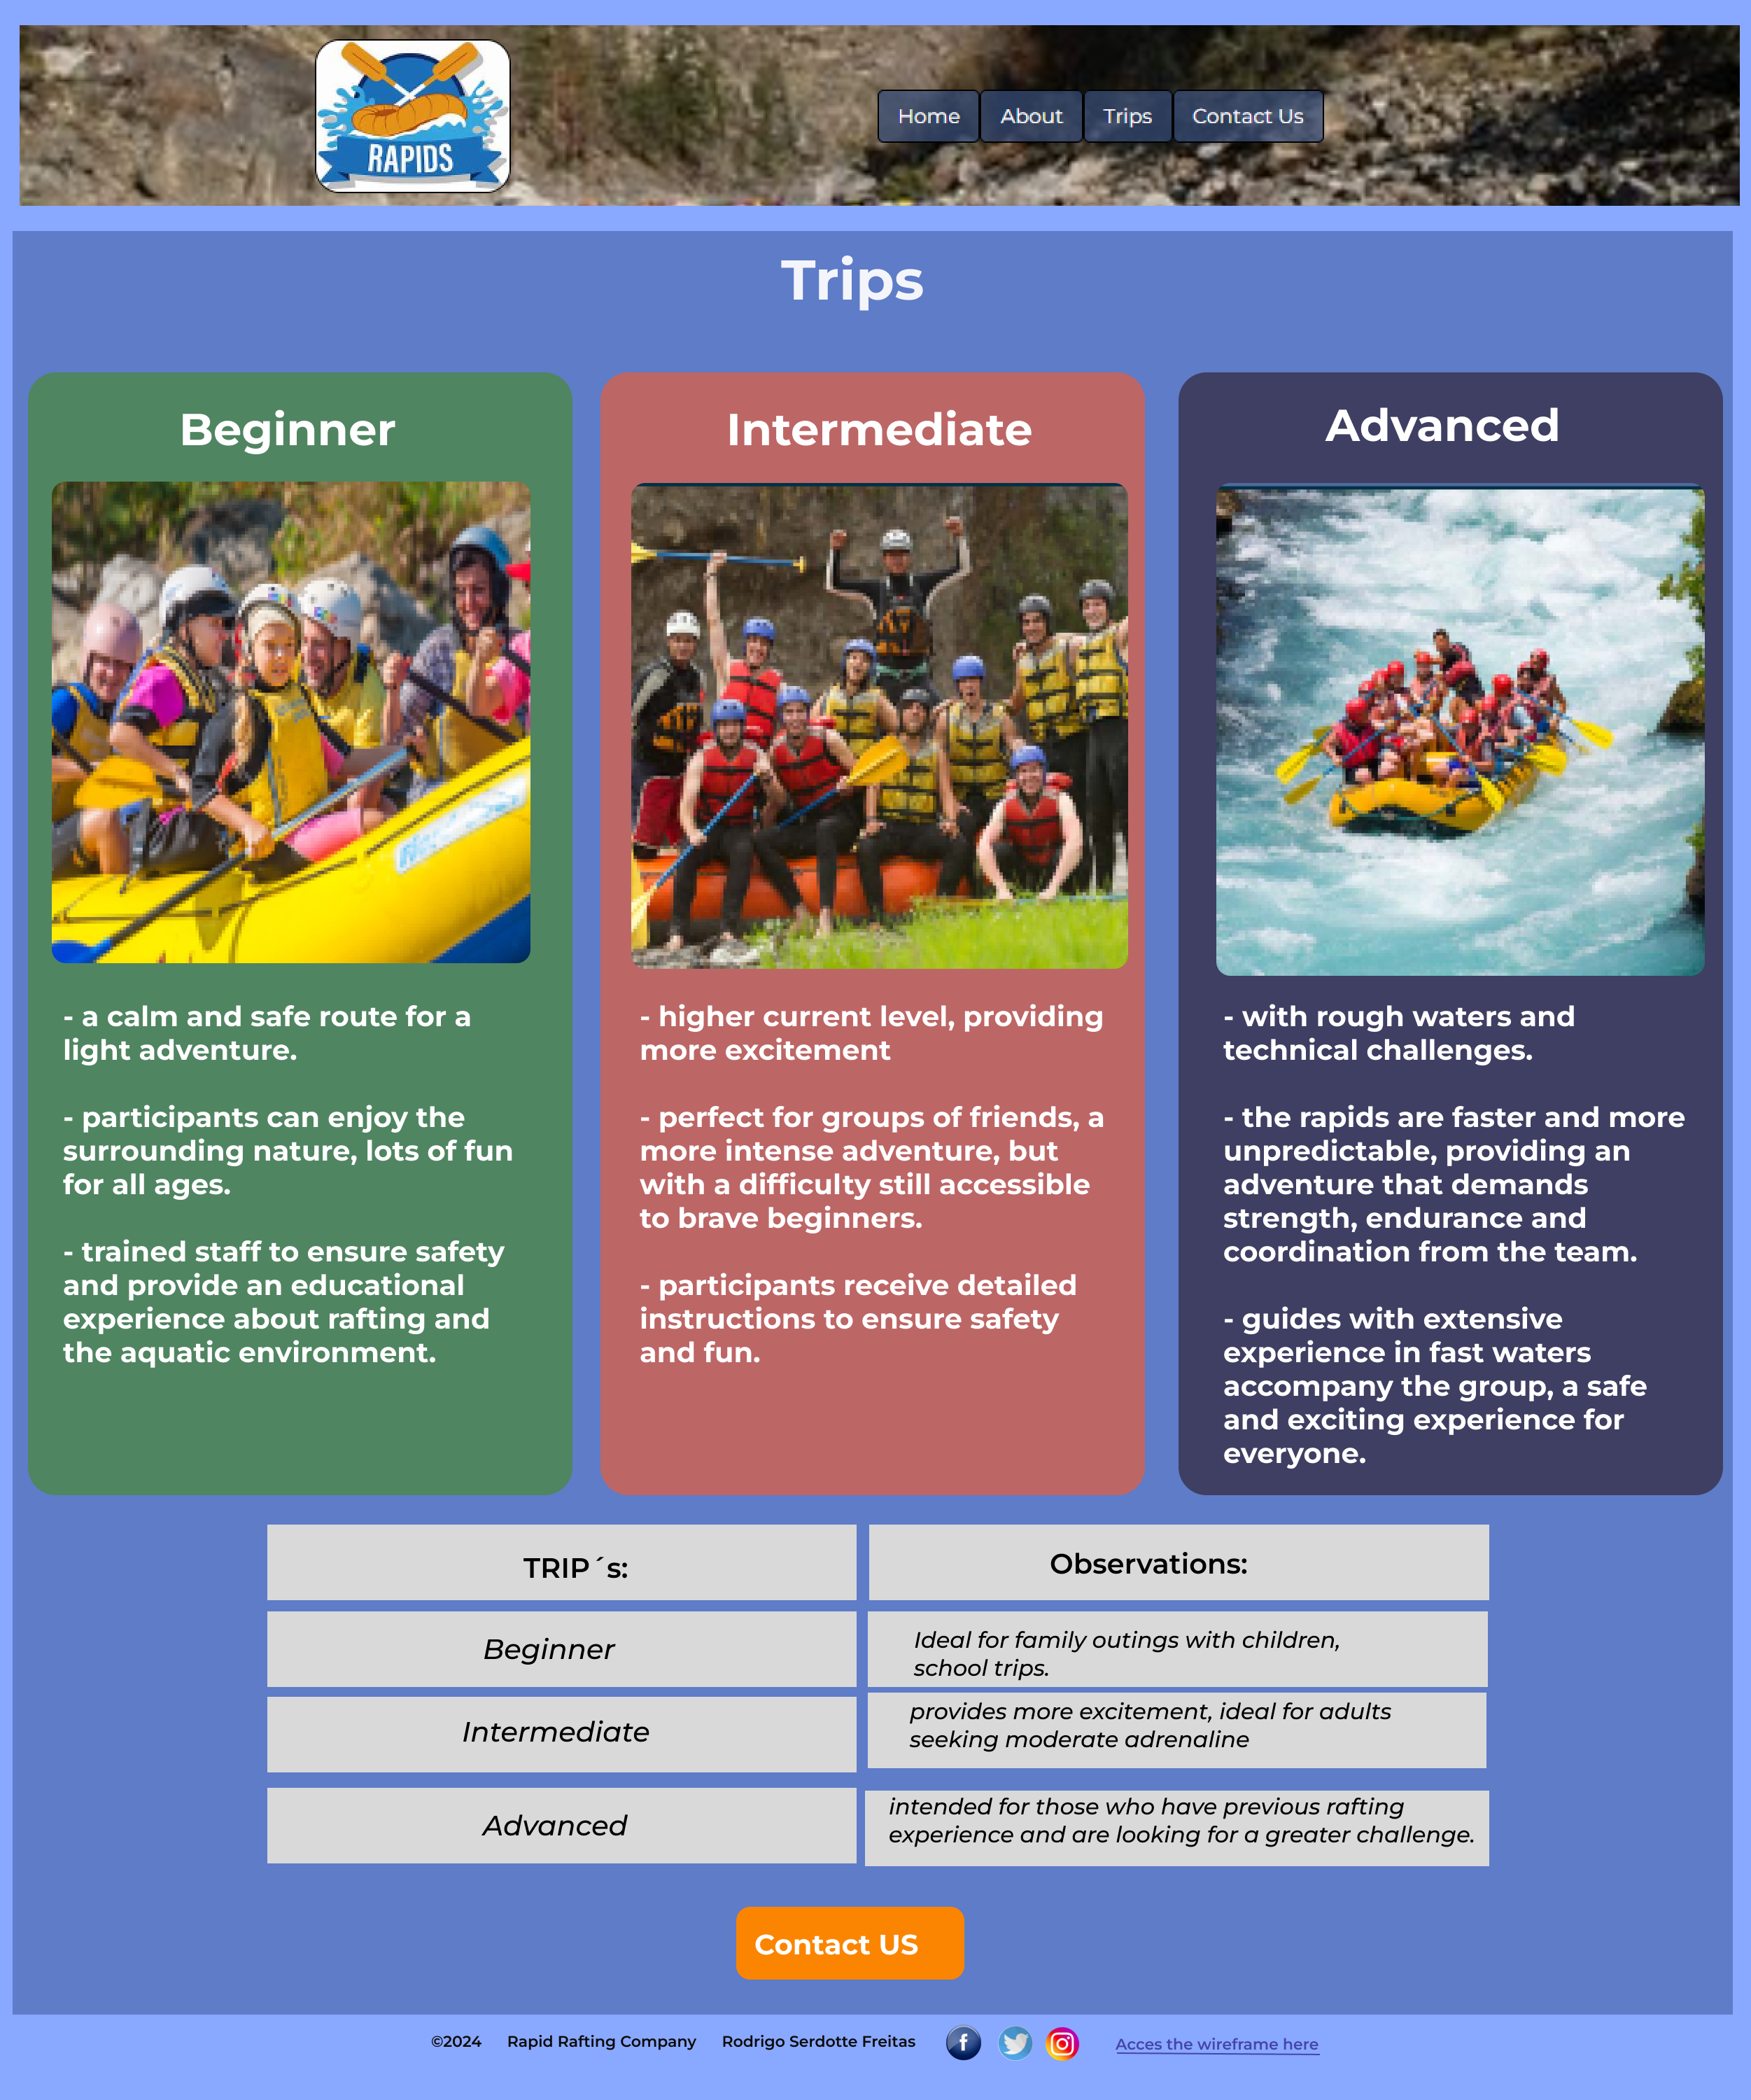 RAPIDS
Home
About
Trips
Contact Us
Trips
Beginner
- a calm and safe route for a
light adventure.
- participants can enjoy the
surrounding nature, lots of fun
for all ages.
- trained staff to ensure safety
and provide an educational
experience about rafting and
the aquatic environment.
Intermediate
- higher current level, providing
more excitement
- perfect for groups of friends, a
more intense adventure, but
with a difficulty still accessible
to brave beginners.
- participants receive detailed
instructions to ensure safety
and fun.
Advanced
- with rough waters and
technical challenges.
- the rapids are faster and more
unpredictable, providing an
adventure that demands
strength, endurance and
coordination from the team.
- guides with extensive
experience in fast waters
accompany the group, a safe
and exciting experience for
everyone.
TRIP´s:
Observations:
Beginner
Ideal for family outings with children,
school trips.
Intermediate
provides more excitement, ideal for adults
seeking moderate adrenaline
Advanced
intended for those who have previous rafting
experience and are looking for a greater challenge.
Contact US
©2024 Rapid Rafting Company Rodrigo Serdotte Freitas
Acces the wireframe here